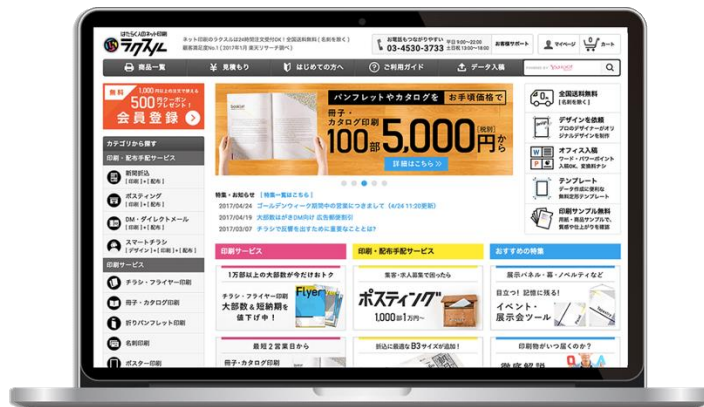 はたらく人のネット印刷
ラクスル
ネット印刷のラクスルは24時間注文受付OK!全国送料無料[名刺を除く]
顧客満足度No.1[2017年1月 楽天リサーチ調べ]
お電話もつながりやすい
03-4530-3733
平日 9:00~22:00
土日祝 13:00~18:00
お客様サポート
マイページ
0
カート
商品一覧
見積もり
はじめての方へ
ご利用ガイド
データ入稿
YAHOO!
無料
1,000円以上の注文で使える
500円クーポン
プレゼント!
会員登録
パンフレットやカタログを お手頃価格で
冊子・
カタログ印刷
100部5,000円[税別]から
詳細はこちら
全国送料無料
[名刺を除く]
デザインを依頼
プロのデザイナーがオリ
ジナルデザインを制作
オフィス入稿
ワード・パワーポイント
入稿OK、変換料ナシ
テンプレート
データ作成に便利な
無料定形テンプレート
印刷サンプル無料
用紙・商品サンプルで、
質感や仕上がりを確認
カテゴリから探す
印刷・配布手配サービス
新聞折込
[印刷]+[配布]
ポスティング
[印刷]+[配布]
DM・ダイレクトメール
[印刷]+[配布]
スマートチラシ
[デザイン]+[印刷]+[配布]
印刷サービス
チラシ・フライヤー印刷
冊子・カタログ印刷
折りパンフレット印刷
名刺印刷
ポスター印刷
特集・お知らせ [特集一覧はこちら]
2017/04/24 ゴールデンウィーク期間中の営業につきまして (4/24 11:20更新)
2017/04/19 大部数はがきDM向け 広告郵便割引
2017/03/07 チラシで反響を出すために重要なこととは?
印刷サービス
1万部以上の大部数が今だけおトク
チラシ・フライヤー印刷
大部数&短納期を
値下げ中!
Flyer
最短2営業日から
冊子・カタログ印刷
印刷・配布手配サービス
集客・求人募集で困ったら
ポスティング
1,000部1万円~
折込に最適なB3サイズが追加!
おすすめの特集
展示パネル・幕・ノベルティなど
目立つ!記憶に残る!
イベント・
展示会ツール
印刷物がいつ届くのか?
徹底解説